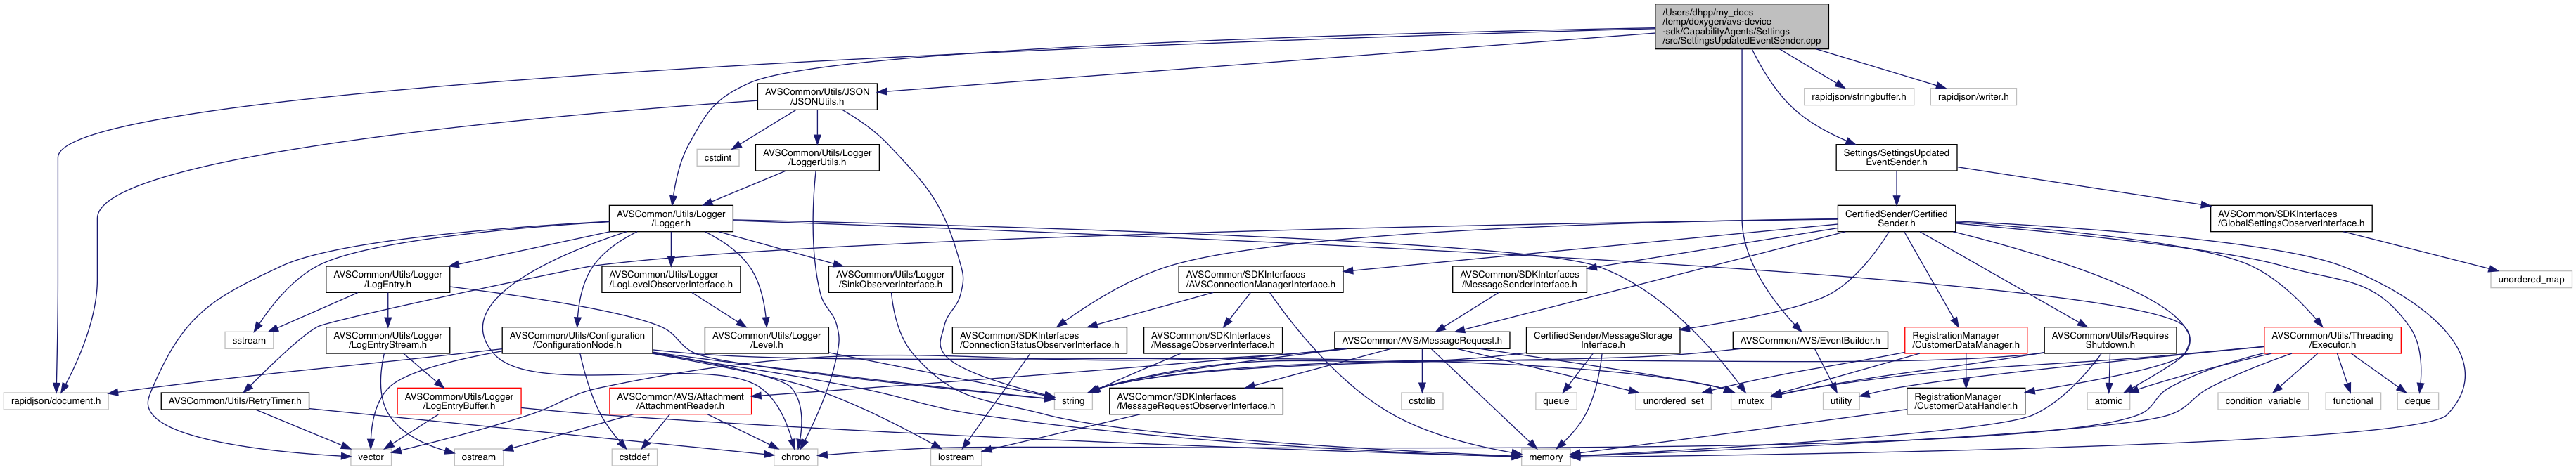 /Users/dhpp/my_docs
/temp/doxygen/avs-device
-sdk/CapabilityAgents/Settings
/src/SettingsUpdatedEventSender.cpp
AVSCommon/Utils/JSON
/JSONUtils.h
rapidjson/stringbuffer.h
rapidjson/writer.h
cstdint
AVSCommon/Utils/Logger
/LoggerUtils.h
Settings/SettingsUpdated
EventSender.h
AVSCommon/Utils/Logger
/Logger.h
CertifiedSender/Certified
Sender.h
AVSCommon/SDKInterfaces
/GlobalSettingsObserverInterface.h
AVSCommon/Utils/Logger
/LogEntry.h
AVSCommon/Utils/Logger
/LogLevelObserverInterface.h
AVSCommon/Utils/Logger
/SinkObserverInterface.h
AVSCommon/SDKInterfaces
/AVSConnectionManagerInterface.h
AVSCommon/SDKInterfaces
/MessageSenderInterface.h
unordered_map
sstream
AVSCommon/Utils/Logger
/LogEntryStream.h
AVSCommon/Utils/Configuration
/ConfigurationNode.h
AVSCommon/Utils/Logger
/Level.h
AVSCommon/SDKInterfaces
/ConnectionStatusObserverInterface.h
AVSCommon/SDKInterfaces
/MessageObserverInterface.h
AVSCommon/AVS/MessageRequest.h
CertifiedSender/MessageStorage
Interface.h
AVSCommon/AVS/EventBuilder.h
RegistrationManager
/CustomerDataManager.h
AVSCommon/Utils/Requires
Shutdown.h
AVSCommon/Utils/Threading
/Executor.h
rapidjson/document.h
AVSCommon/Utils/RetryTimer.h
AVSCommon/Utils/Logger
/LogEntryBuffer.h
AVSCommon/AVS/Attachment
/AttachmentReader.h
string
AVSCommon/SDKInterfaces
/MessageRequestObserverInterface.h
cstdlib
queue
unordered_set
mutex
utility
RegistrationManager
/CustomerDataHandler.h
atomic
condition_variable
functional
deque
vector
ostream
cstddef
chrono
iostream
memory